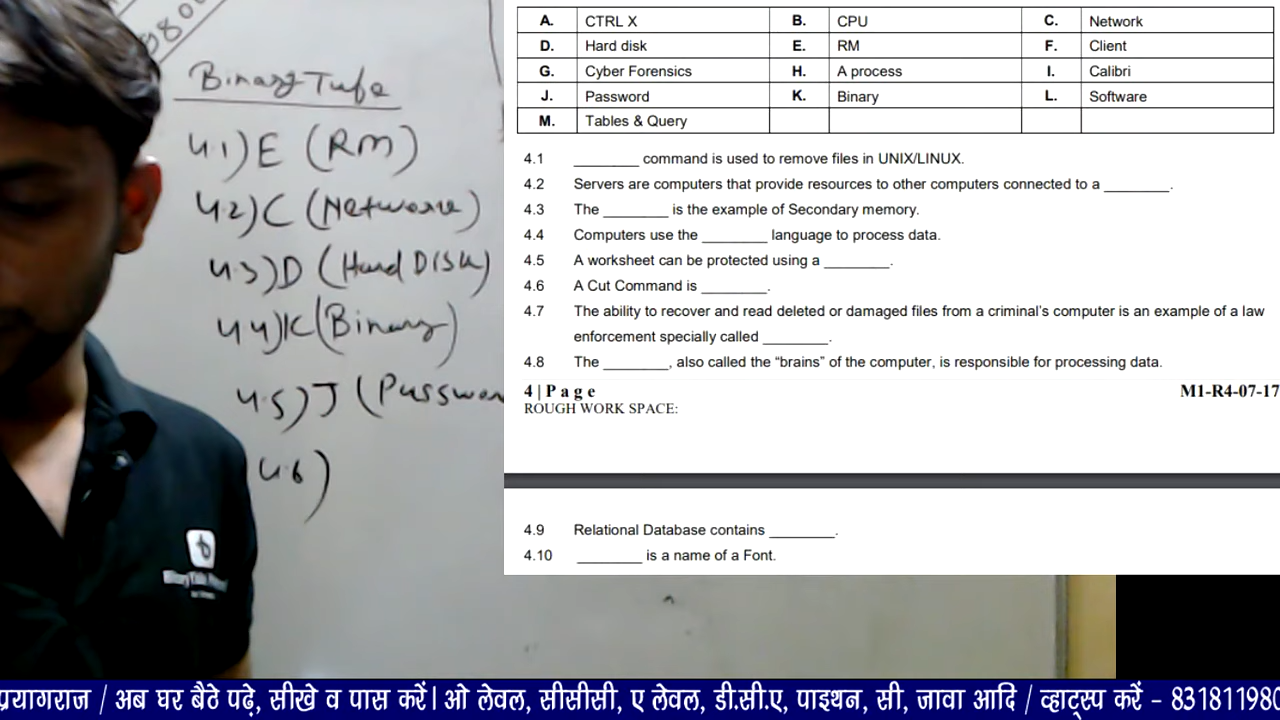 Binary Tube
4.1) E (RM)
4.2) C (Network)
4.3) D (Hard Disk)
4.4) K (Binary)
4.5) J (Passwor
4.6)
A. CTRL X B. CPU C. Network
D. Hard disk E. RM F. Client
G. Cyber Forensics H. A process I. Calibri
J. Password K. Binary L. Software
M. Tables & Query
4.1 ________ command is used to remove files in UNIX/LINUX.
4.2 Servers are computers that provide resources to other computers connected to a ________.
4.3 The ________ is the example of Secondary memory.
4.4 Computers use the ________ language to process data.
4.5 A worksheet can be protected using a ________.
4.6 A Cut Command is ________.
4.7 The ability to recover and read deleted or damaged files from a criminal's computer is an example of a law
enforcement specially called ________.
4.8 The ________, also called the “brains” of the computer, is responsible for processing data.
4 | P a g e M1-R4-07-17
ROUGH WORK SPACE:
4.9 Relational Database contains ________.
4.10 ________ is a name of a Font.
प्रयागराज / अब घर बैठे पढ़े, सीखे व पास करें। ओ लेवल, सीसीसी, ए लेवल, डी.सी.ए, पाइथन, सी, जावा आदि / व्हाट्स्प करें - 831811980